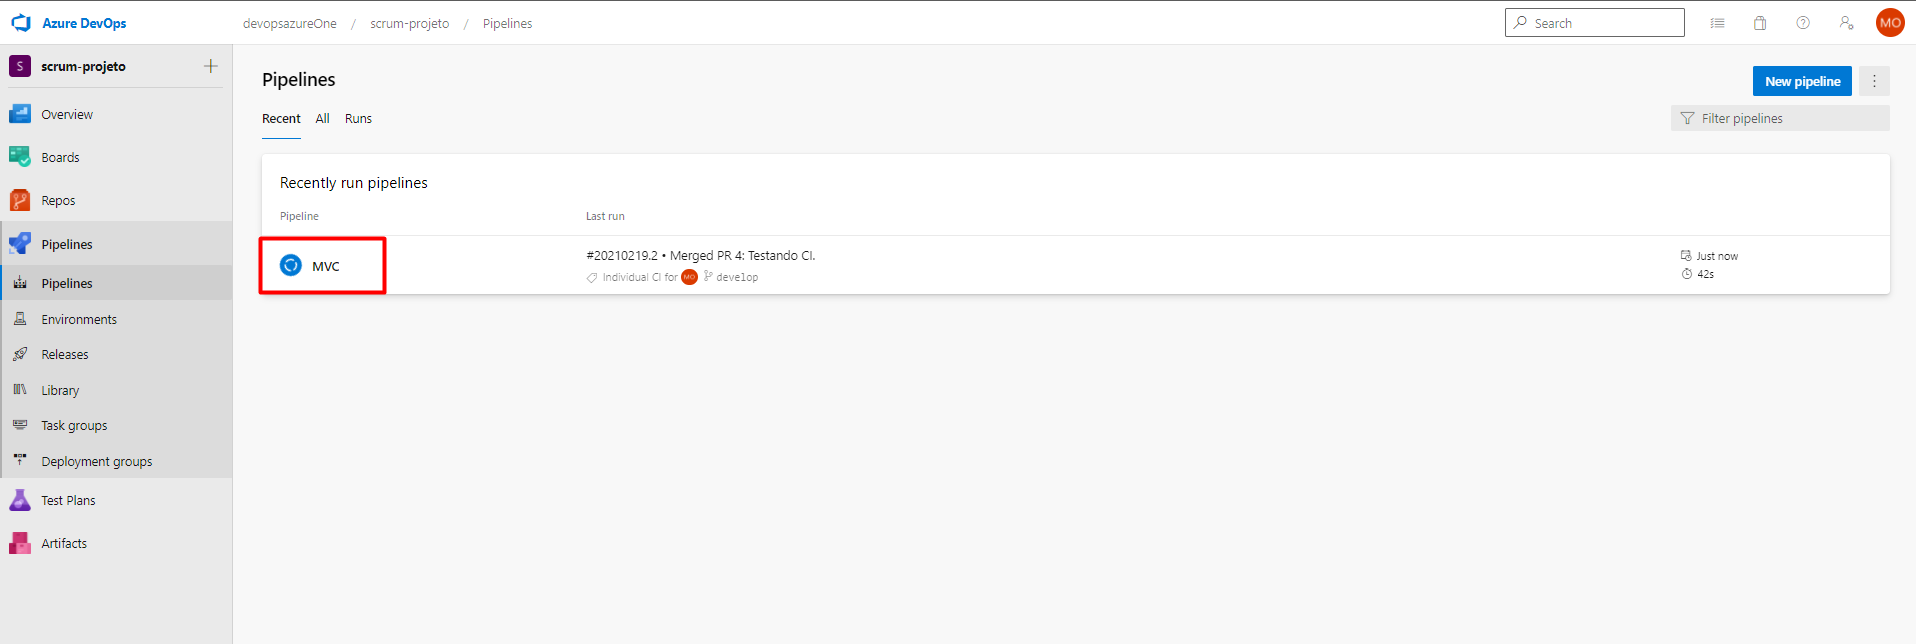 Azure DevOps
devopsazureOne / scrum-projeto / Pipelines
Search
MO
S scrum-projeto
Overview
Boards
Repos
Pipelines
Pipelines
Environments
Releases
Library
Task groups
Deployment groups
Test Plans
Artifacts
Pipelines
New pipeline
Recent All Runs
Filter pipelines
Recently run pipelines
Pipeline Last run
MVC
#20210219.2 • Merged PR 4: Testando CI.
Individual CI for MO develop
Just now
42s